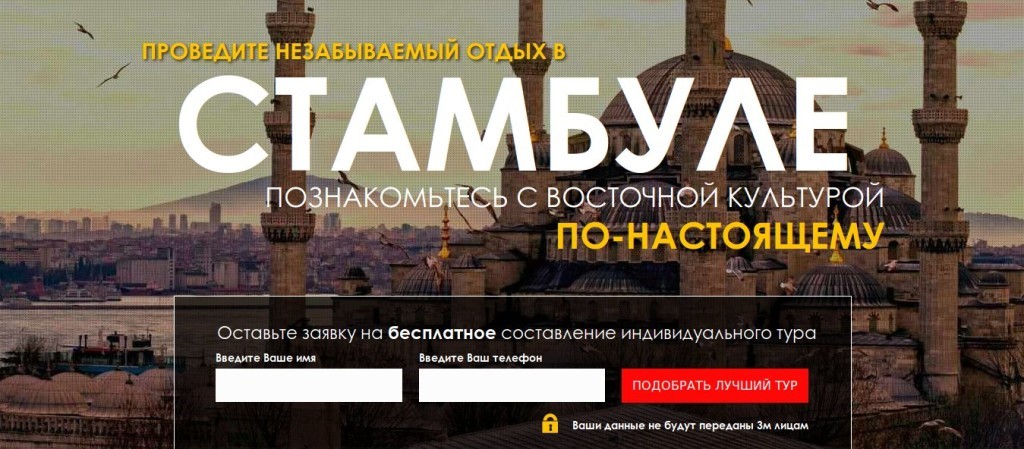 ПРОВЕДИТЕ НЕЗАБЫВАЕМЫЙ ОТДЫХ В
СТАМБУЛЕ
ПОЗНАКОМЬТЕСЬ С ВОСТОЧНОЙ КУЛЬТУРОЙ
ПО-НАСТОЯЩЕМУ
Оставьте заявку на бесплатное составление индивидуального тура
Введите Ваше имя
Введите Ваш телефон
ПОДОБРАТЬ ЛУЧШИЙ ТУР
Ваши данные не будут переданы 3м лицам